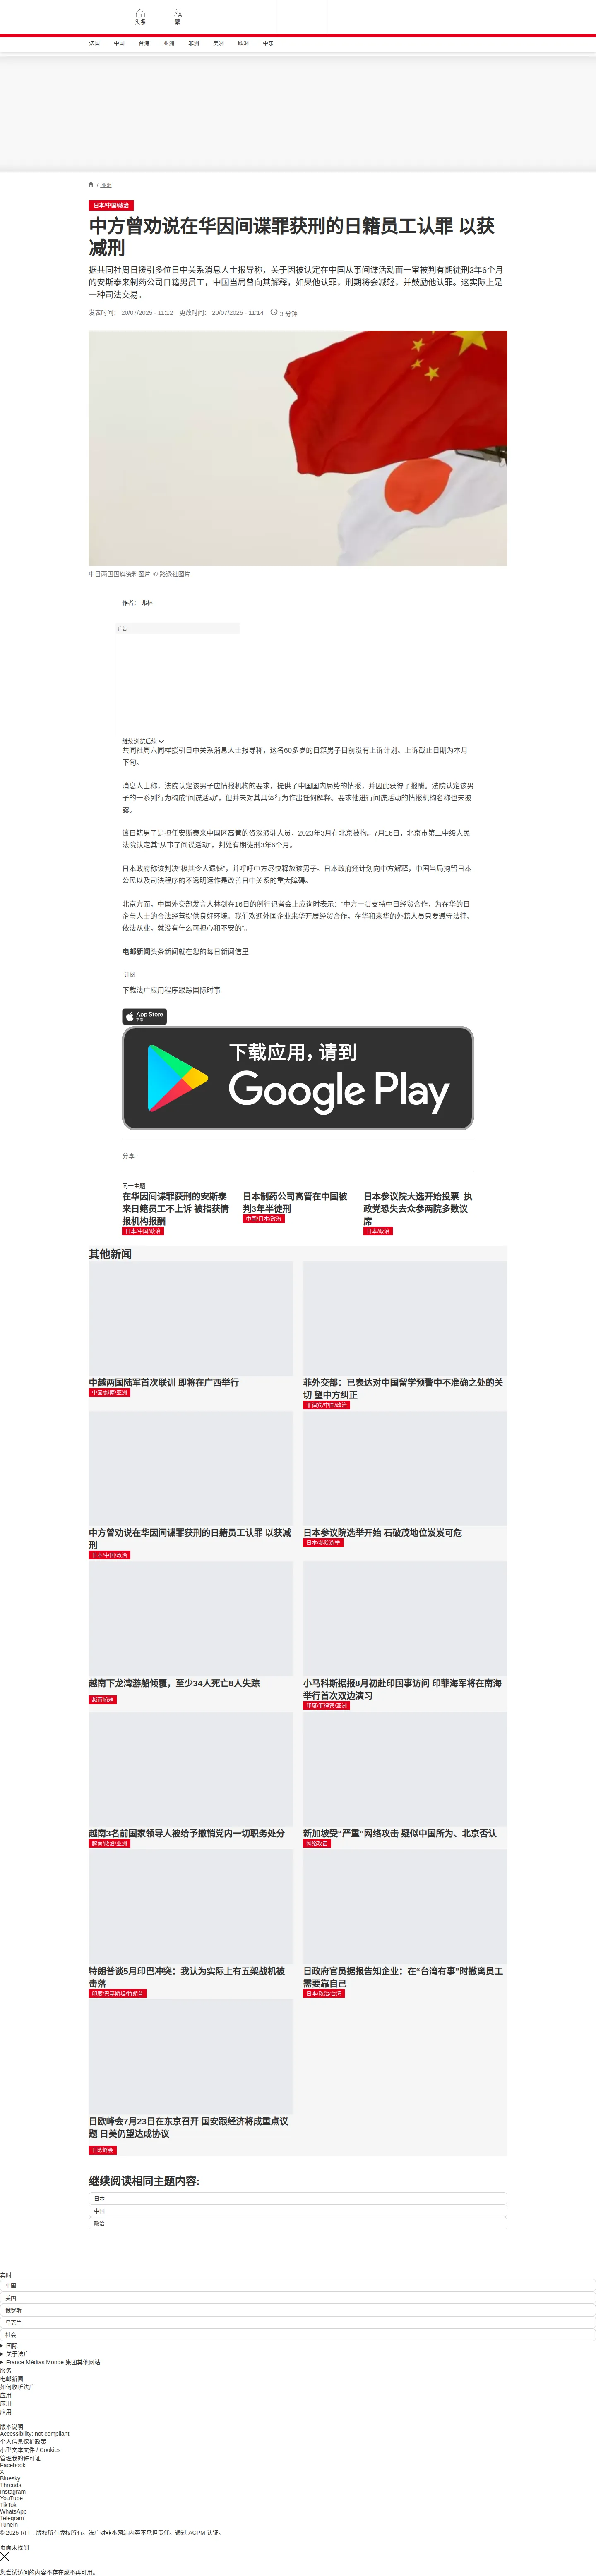 头条
繁
法国
中国
台海
亚洲
非洲
美洲
欧洲
中东
/ 亚洲
日本/中国/政治
中方曾劝说在华因间谍罪获刑的日籍员工认罪 以获
减刑
据共同社周日援引多位日中关系消息人士报导称，关于因被认定在中国从事间谍活动而一审被判有期徒刑3年6个月
的安斯泰来制药公司日籍男员工，中国当局曾向其解释，如果他认罪，刑期将会减轻，并鼓励他认罪。这实际上是
一种司法交易。
发表时间： 20/07/2025 - 11:12 更改时间： 20/07/2025 - 11:14 3 分钟
中日两国国旗资料图片 © 路透社图片
作者： 弗林
广告
继续浏览后续
共同社周六同样援引日中关系消息人士报导称，这名60多岁的日籍男子目前没有上诉计划。上诉截止日期为本月
下旬。
消息人士称，法院认定该男子应情报机构的要求，提供了中国国内局势的情报，并因此获得了报酬。法院认定该男
子的一系列行为构成“间谍活动”，但并未对其具体行为作出任何解释。要求他进行间谍活动的情报机构名称也未披
露。
该日籍男子是担任安斯泰来中国区高管的资深派驻人员，2023年3月在北京被拘。7月16日，北京市第二中级人民
法院认定其“从事了间谍活动”，判处有期徒刑3年6个月。
日本政府称该判决“极其令人遗憾”，并呼吁中方尽快释放该男子。日本政府还计划向中方解释，中国当局拘留日本
公民以及司法程序的不透明运作是改善日中关系的重大障碍。
北京方面，中国外交部发言人林剑在16日的例行记者会上应询时表示：“中方一贯支持中日经贸合作，为在华的日
企与人士的合法经营提供良好环境。我们欢迎外国企业来华开展经贸合作，在华和来华的外籍人员只要遵守法律、
依法从业，就没有什么可担心和不安的”。
电邮新闻头条新闻就在您的每日新闻信里
订阅
下载法广应用程序跟踪国际时事
App Store
下载
下载应用，请到
Google Play
分享 :
同一主题
在华因间谍罪获刑的安斯泰
来日籍员工不上诉 被指获情
报机构报酬
日本/中国/政治
日本制药公司高管在中国被
判3年半徒刑
中国/日本/政治
日本参议院大选开始投票 执
政党恐失去众参两院多数议
席
日本/政治
其他新闻
中越两国陆军首次联训 即将在广西举行
中国/越南/亚洲
菲外交部：已表达对中国留学预警中不准确之处的关
切 望中方纠正
菲律宾/中国/政治
中方曾劝说在华因间谍罪获刑的日籍员工认罪 以获减
刑
日本/中国/政治
日本参议院选举开始 石破茂地位岌岌可危
日本/参院选举
越南下龙湾游船倾覆，至少34人死亡8人失踪
越南船难
小马科斯据报8月初赴印国事访问 印菲海军将在南海
举行首次双边演习
印度/菲律宾/亚洲
越南3名前国家领导人被给予撤销党内一切职务处分
越南/政治/亚洲
新加坡受“严重”网络攻击 疑似中国所为、北京否认
网络攻击
特朗普谈5月印巴冲突：我认为实际上有五架战机被
击落
印度/巴基斯坦/特朗普
日政府官员据报告知企业：在“台湾有事”时撤离员工
需要靠自己
日本/政治/台湾
日欧峰会7月23日在东京召开 国安跟经济将成重点议
题 日美仍望达成协议
日欧峰会
继续阅读相同主题内容:
日本
中国
政治
实时
中国
美国
俄罗斯
乌克兰
社会
国际
关于法广
France Médias Monde 集团其他网站
服务
电邮新闻
如何收听法广
应用
应用
应用
版本说明
Accessibility: not compliant
个人信息保护政策
小型文本文件 / Cookies
管理我的许可证
Facebook
X
Bluesky
Threads
Instagram
YouTube
TikTok
WhatsApp
Telegram
TuneIn
© 2025 RFI – 版权所有版权所有。法广对非本网站内容不承担责任。通过 ACPM 认证。
页面未找到
您尝试访问的内容不存在或不再可用。